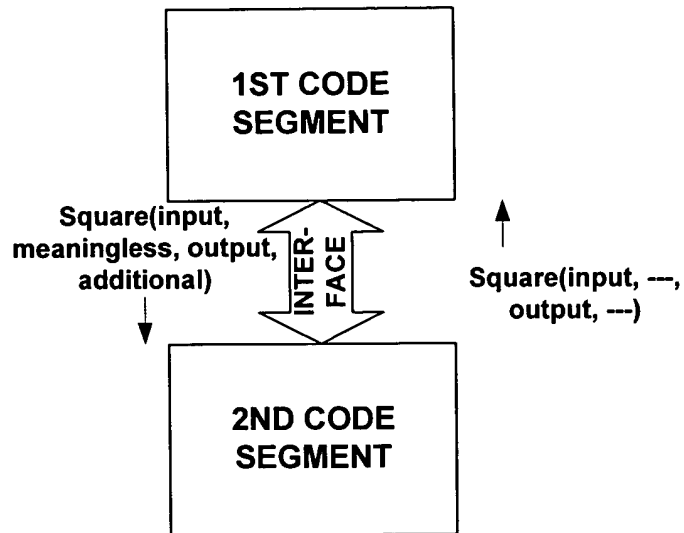 1ST CODE
SEGMENT
Square(input,
meaningless, output,
additional)
INTER-
FACE
Square(input, ---,
output, ---)
2ND CODE
SEGMENT